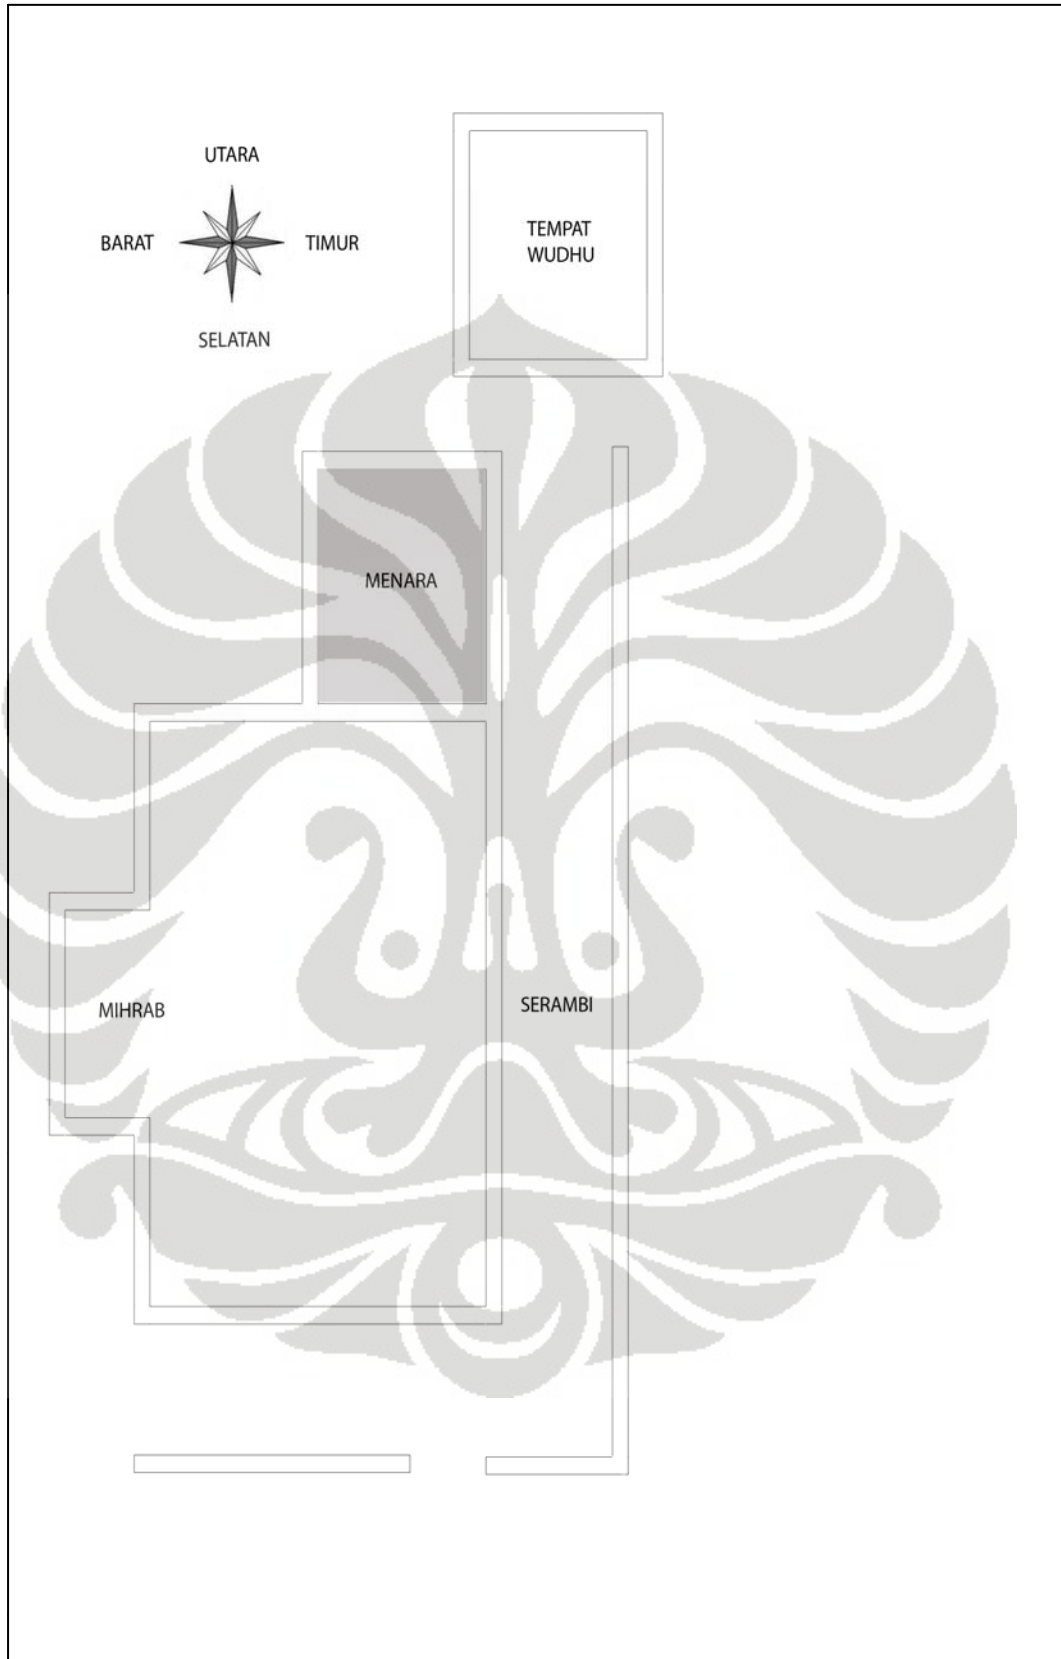 UTARA
BARAT
TIMUR
SELATAN
TEMPAT
WUDHU
MENARA
MIHRAB
SERAMBI